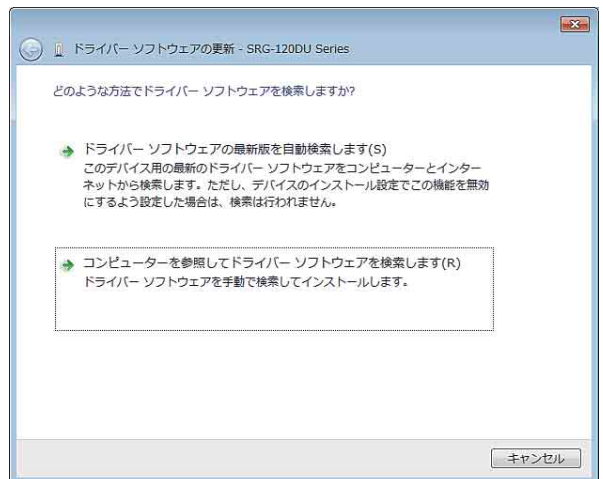 ドライバー ソフトウェアの更新 - SRG-120DU Series
どのような方法でドライバー ソフトウェアを検索しますか?
ドライバー ソフトウェアの最新版を自動検索します(S)
このデバイス用の最新のドライバー ソフトウェアをコンピューターとインター
ネットから検索します。ただし、デバイスのインストール設定でこの機能を無効
にするよう設定した場合は、検索は行われません。
コンピューターを参照してドライバー ソフトウェアを検索します(R)
ドライバー ソフトウェアを手動で検索してインストールします。
キャンセル